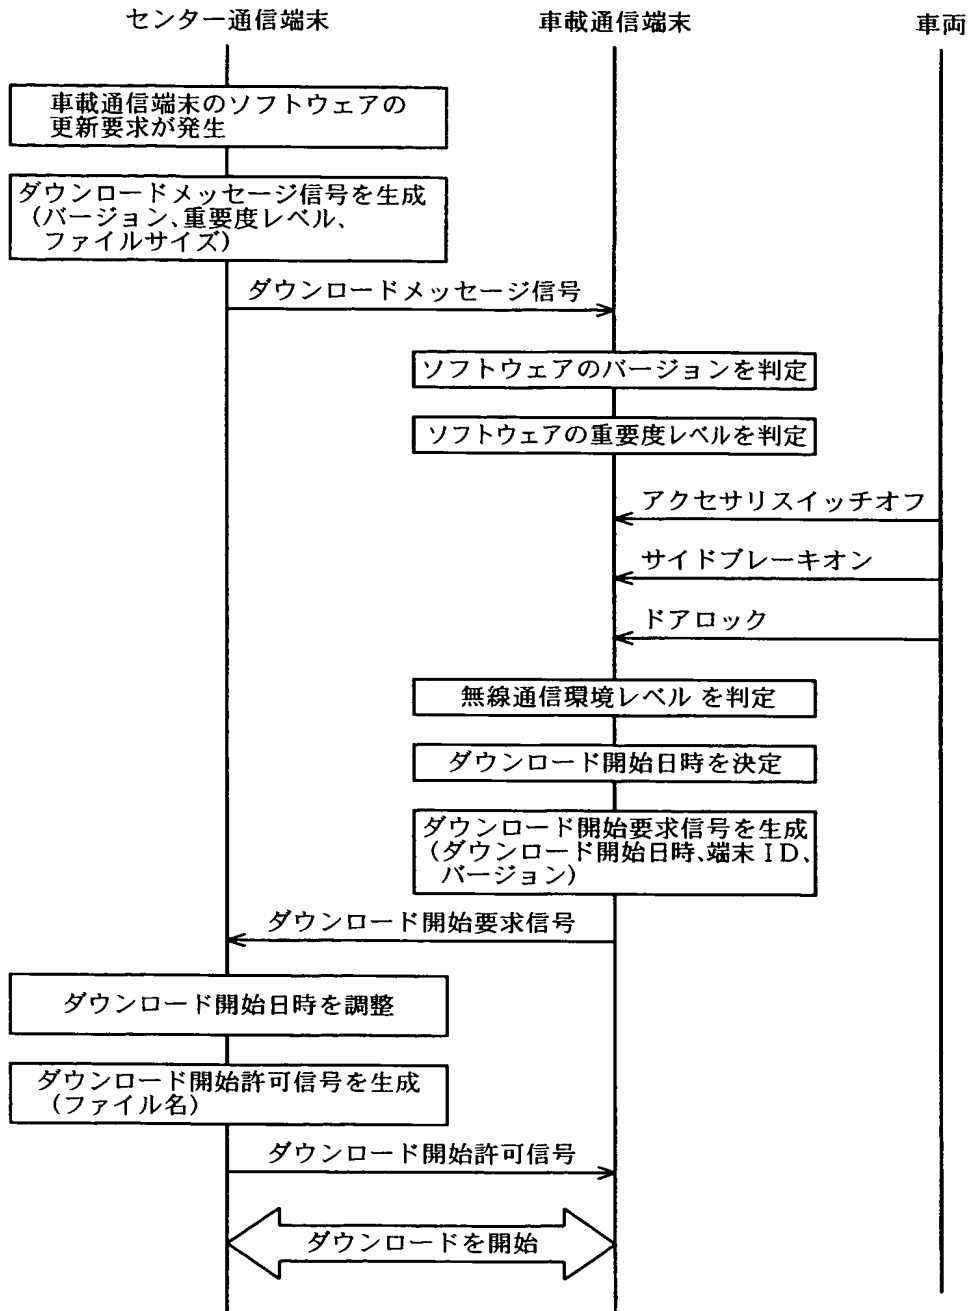 センター通信端末
車載通信端末
車両
車載通信端末のソフトウェアの
更新要求が発生
ダウンロードメッセージ信号を生成
(バージョン、重要度レベル、
ファイルサイズ)
ダウンロードメッセージ信号
ソフトウェアのバージョンを判定
ソフトウェアの重要度レベルを判定
アクセサリスイッチオフ
サイドブレーキオン
ドアロック
無線通信環境レベル を判定
ダウンロード開始日時を決定
ダウンロード開始要求信号を生成
(ダウンロード開始日時、端末ID、
バージョン)
ダウンロード開始要求信号
ダウンロード開始日時を調整
ダウンロード開始許可信号を生成
(ファイル名)
ダウンロード開始許可信号
ダウンロードを開始